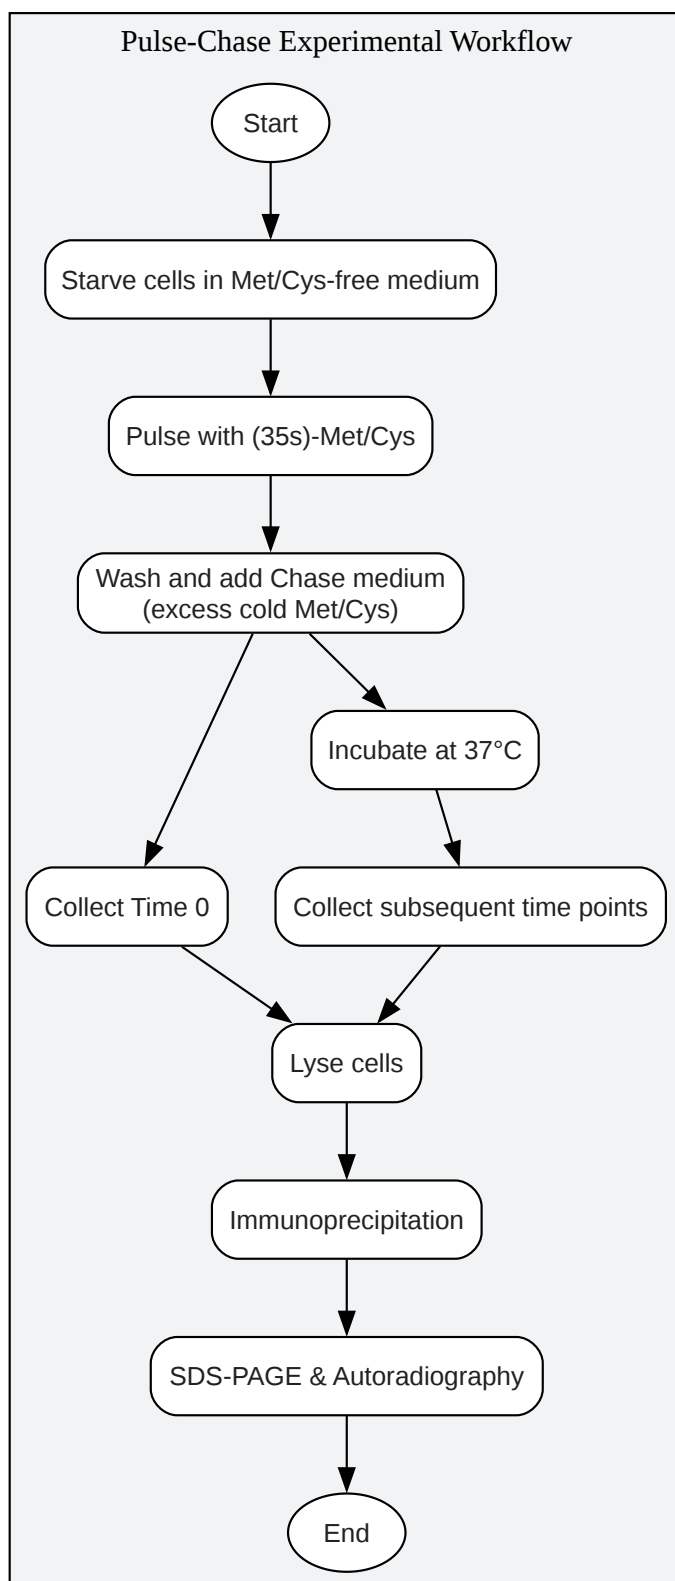 Pulse-Chase Experimental Workflow
Start
Starve cells in Met/Cys-free medium
Pulse with (35s)-Met/Cys
Wash and add Chase medium
(excess cold Met/Cys)
Incubate at 37°C
Collect Time 0
Collect subsequent time points
Lyse cells
Immunoprecipitation
SDS-PAGE & Autoradiography
End